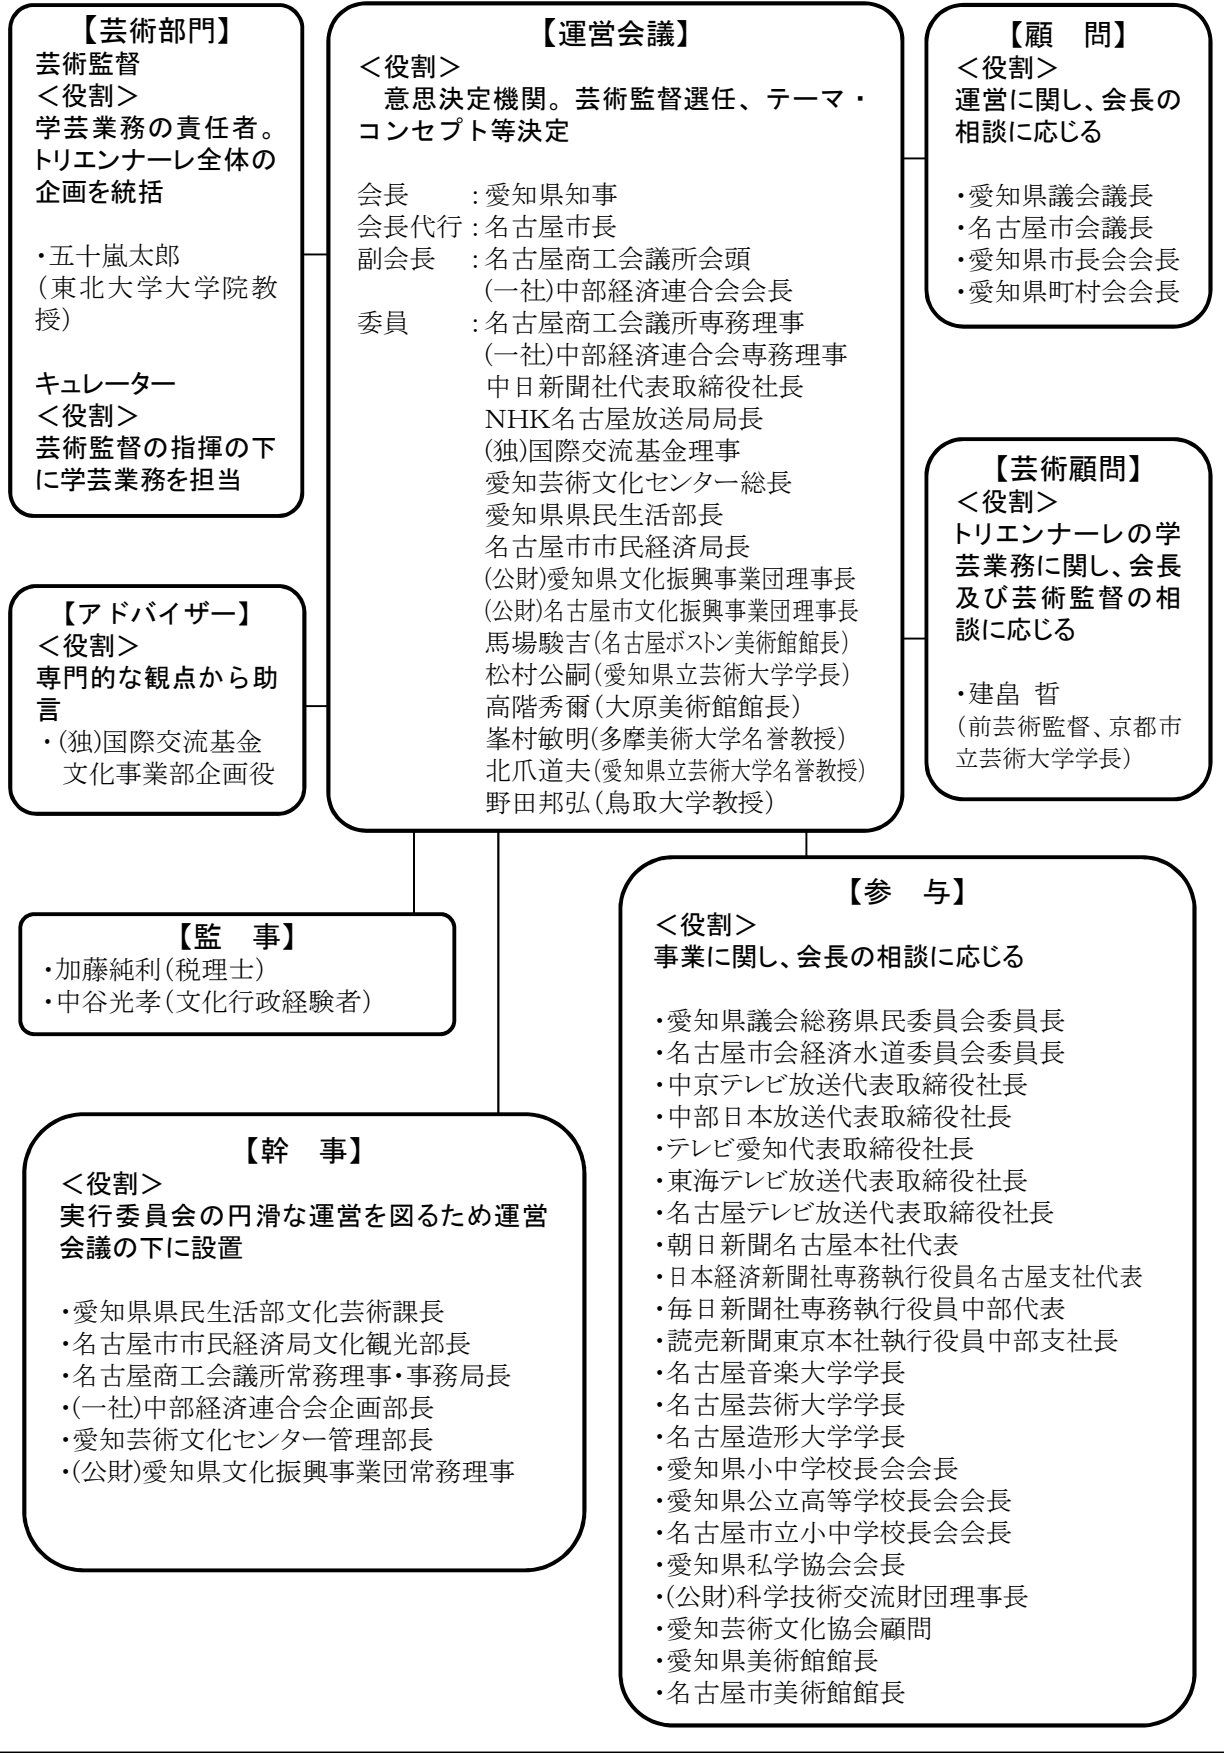 【芸術部門】
芸術監督
＜役割＞
学芸業務の責任者。
トリエンナーレ全体の
企画を統括
・五十嵐太郎
（東北大学大学院教
授）
キュレーター
＜役割＞
芸術監督の指揮の下
に学芸業務を担当
【アドバイザー】
＜役割＞
専門的な観点から助
言
・(独)国際交流基金
文化事業部企画役
【運営会議】
＜役割＞
意思決定機関。芸術監督選任、テーマ・
コンセプト等決定
会長　　：愛知県知事
会長代行：名古屋市長
副会長　：名古屋商工会議所会頭
(一社)中部経済連合会会長
委員　　：名古屋商工会議所専務理事
(一社)中部経済連合会専務理事
中日新聞社代表取締役社長
NHK名古屋放送局局長
(独)国際交流基金理事
愛知芸術文化センター総長
愛知県県民生活部長
名古屋市市民経済局長
(公財)愛知県文化振興事業団理事長
(公財)名古屋市文化振興事業団理事長
馬場駿吉（名古屋ボストン美術館館長）
松村公嗣（愛知県立芸術大学学長）
高階秀爾（大原美術館館長）
峯村敏明（多摩美術大学名誉教授）
北爪道夫（愛知県立芸術大学名誉教授）
野田邦弘（鳥取大学教授）
【顧　問】
＜役割＞
運営に関し、会長の
相談に応じる
・愛知県議会議長
・名古屋市会議長
・愛知県市長会会長
・愛知県町村会会長
【芸術顧問】
＜役割＞
トリエンナーレの学
芸業務に関し、会長
及び芸術監督の相
談に応じる
・建畠 哲
（前芸術監督、京都市
立芸術大学学長）
【監　事】
・加藤純利（税理士）
・中谷光孝（文化行政経験者）
【幹　事】
＜役割＞
実行委員会の円滑な運営を図るため運営
会議の下に設置
・愛知県県民生活部文化芸術課長
・名古屋市市民経済局文化観光部長
・名古屋商工会議所常務理事・事務局長
・(一社)中部経済連合会企画部長
・愛知芸術文化センター管理部長
・(公財)愛知県文化振興事業団常務理事
【参　与】
＜役割＞
事業に関し、会長の相談に応じる
・愛知県議会総務県民委員会委員長
・名古屋市会経済水道委員会委員長
・中京テレビ放送代表取締役社長
・中部日本放送代表取締役社長
・テレビ愛知代表取締役社長
・東海テレビ放送代表取締役社長
・名古屋テレビ放送代表取締役社長
・朝日新聞名古屋本社代表
・日本経済新聞社専務執行役員名古屋支社代表
・毎日新聞社専務執行役員中部代表
・読売新聞東京本社執行役員中部支社長
・名古屋音楽大学学長
・名古屋芸術大学学長
・名古屋造形大学学長
・愛知県小中学校長会会長
・愛知県公立高等学校長会会長
・名古屋市立小中学校長会会長
・愛知県私学協会会長
・(公財)科学技術交流財団理事長
・愛知芸術文化協会顧問
・愛知県美術館館長
・名古屋市美術館館長